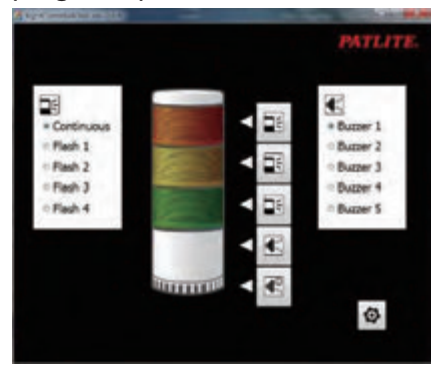 PATLITE
Continuous
Flash 1
Flash 2
Flash 3
Flash 4
Buzzer 1
Buzzer 2
Buzzer 3
Buzzer 4
Buzzer 5